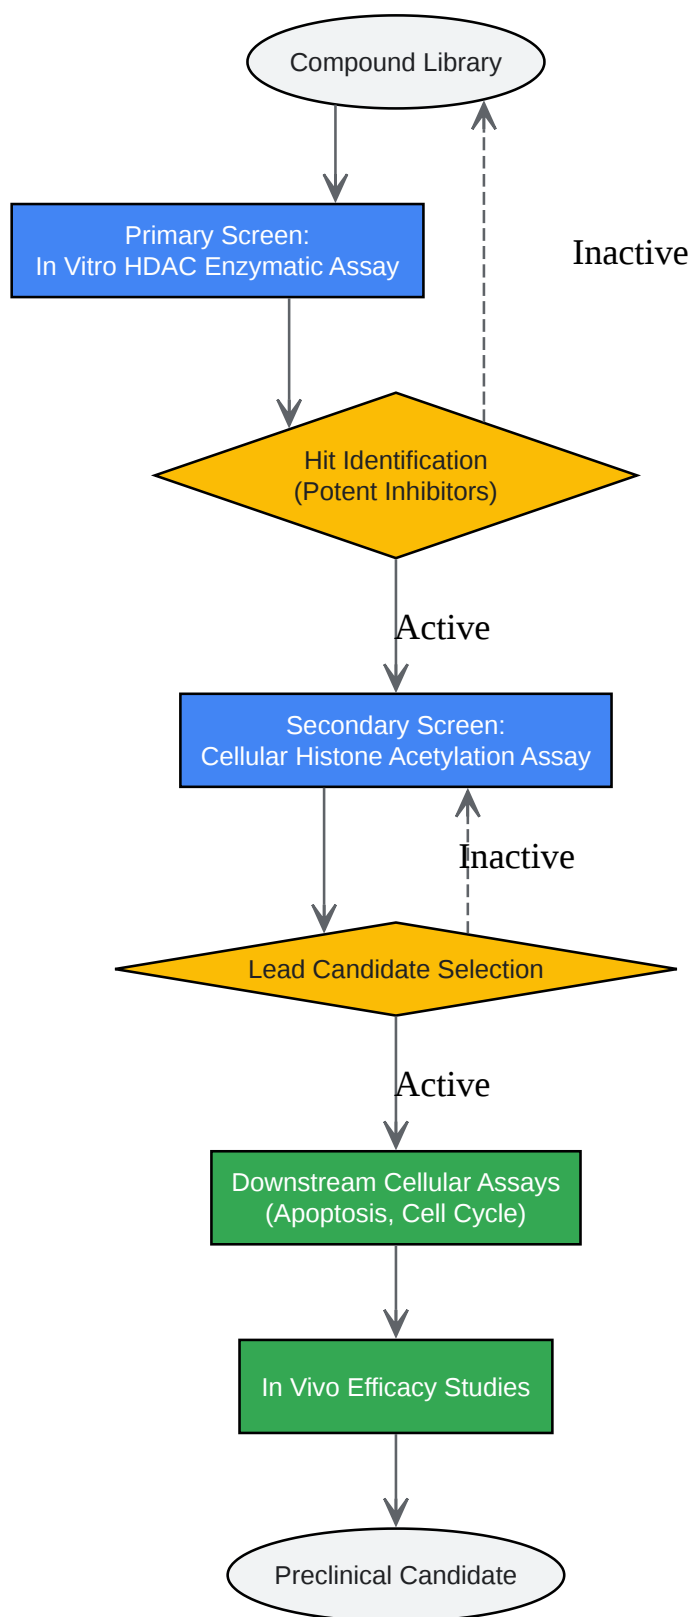 Compound Library
Primary Screen:
In Vitro HDAC Enzymatic Assay
Inactive
Hit Identification
(Potent Inhibitors)
Active
Secondary Screen:
Cellular Histone Acetylation Assay
Inactive
Lead Candidate Selection
Active
Downstream Cellular Assays
(Apoptosis, Cell Cycle)
In Vivo Efficacy Studies
Preclinical Candidate